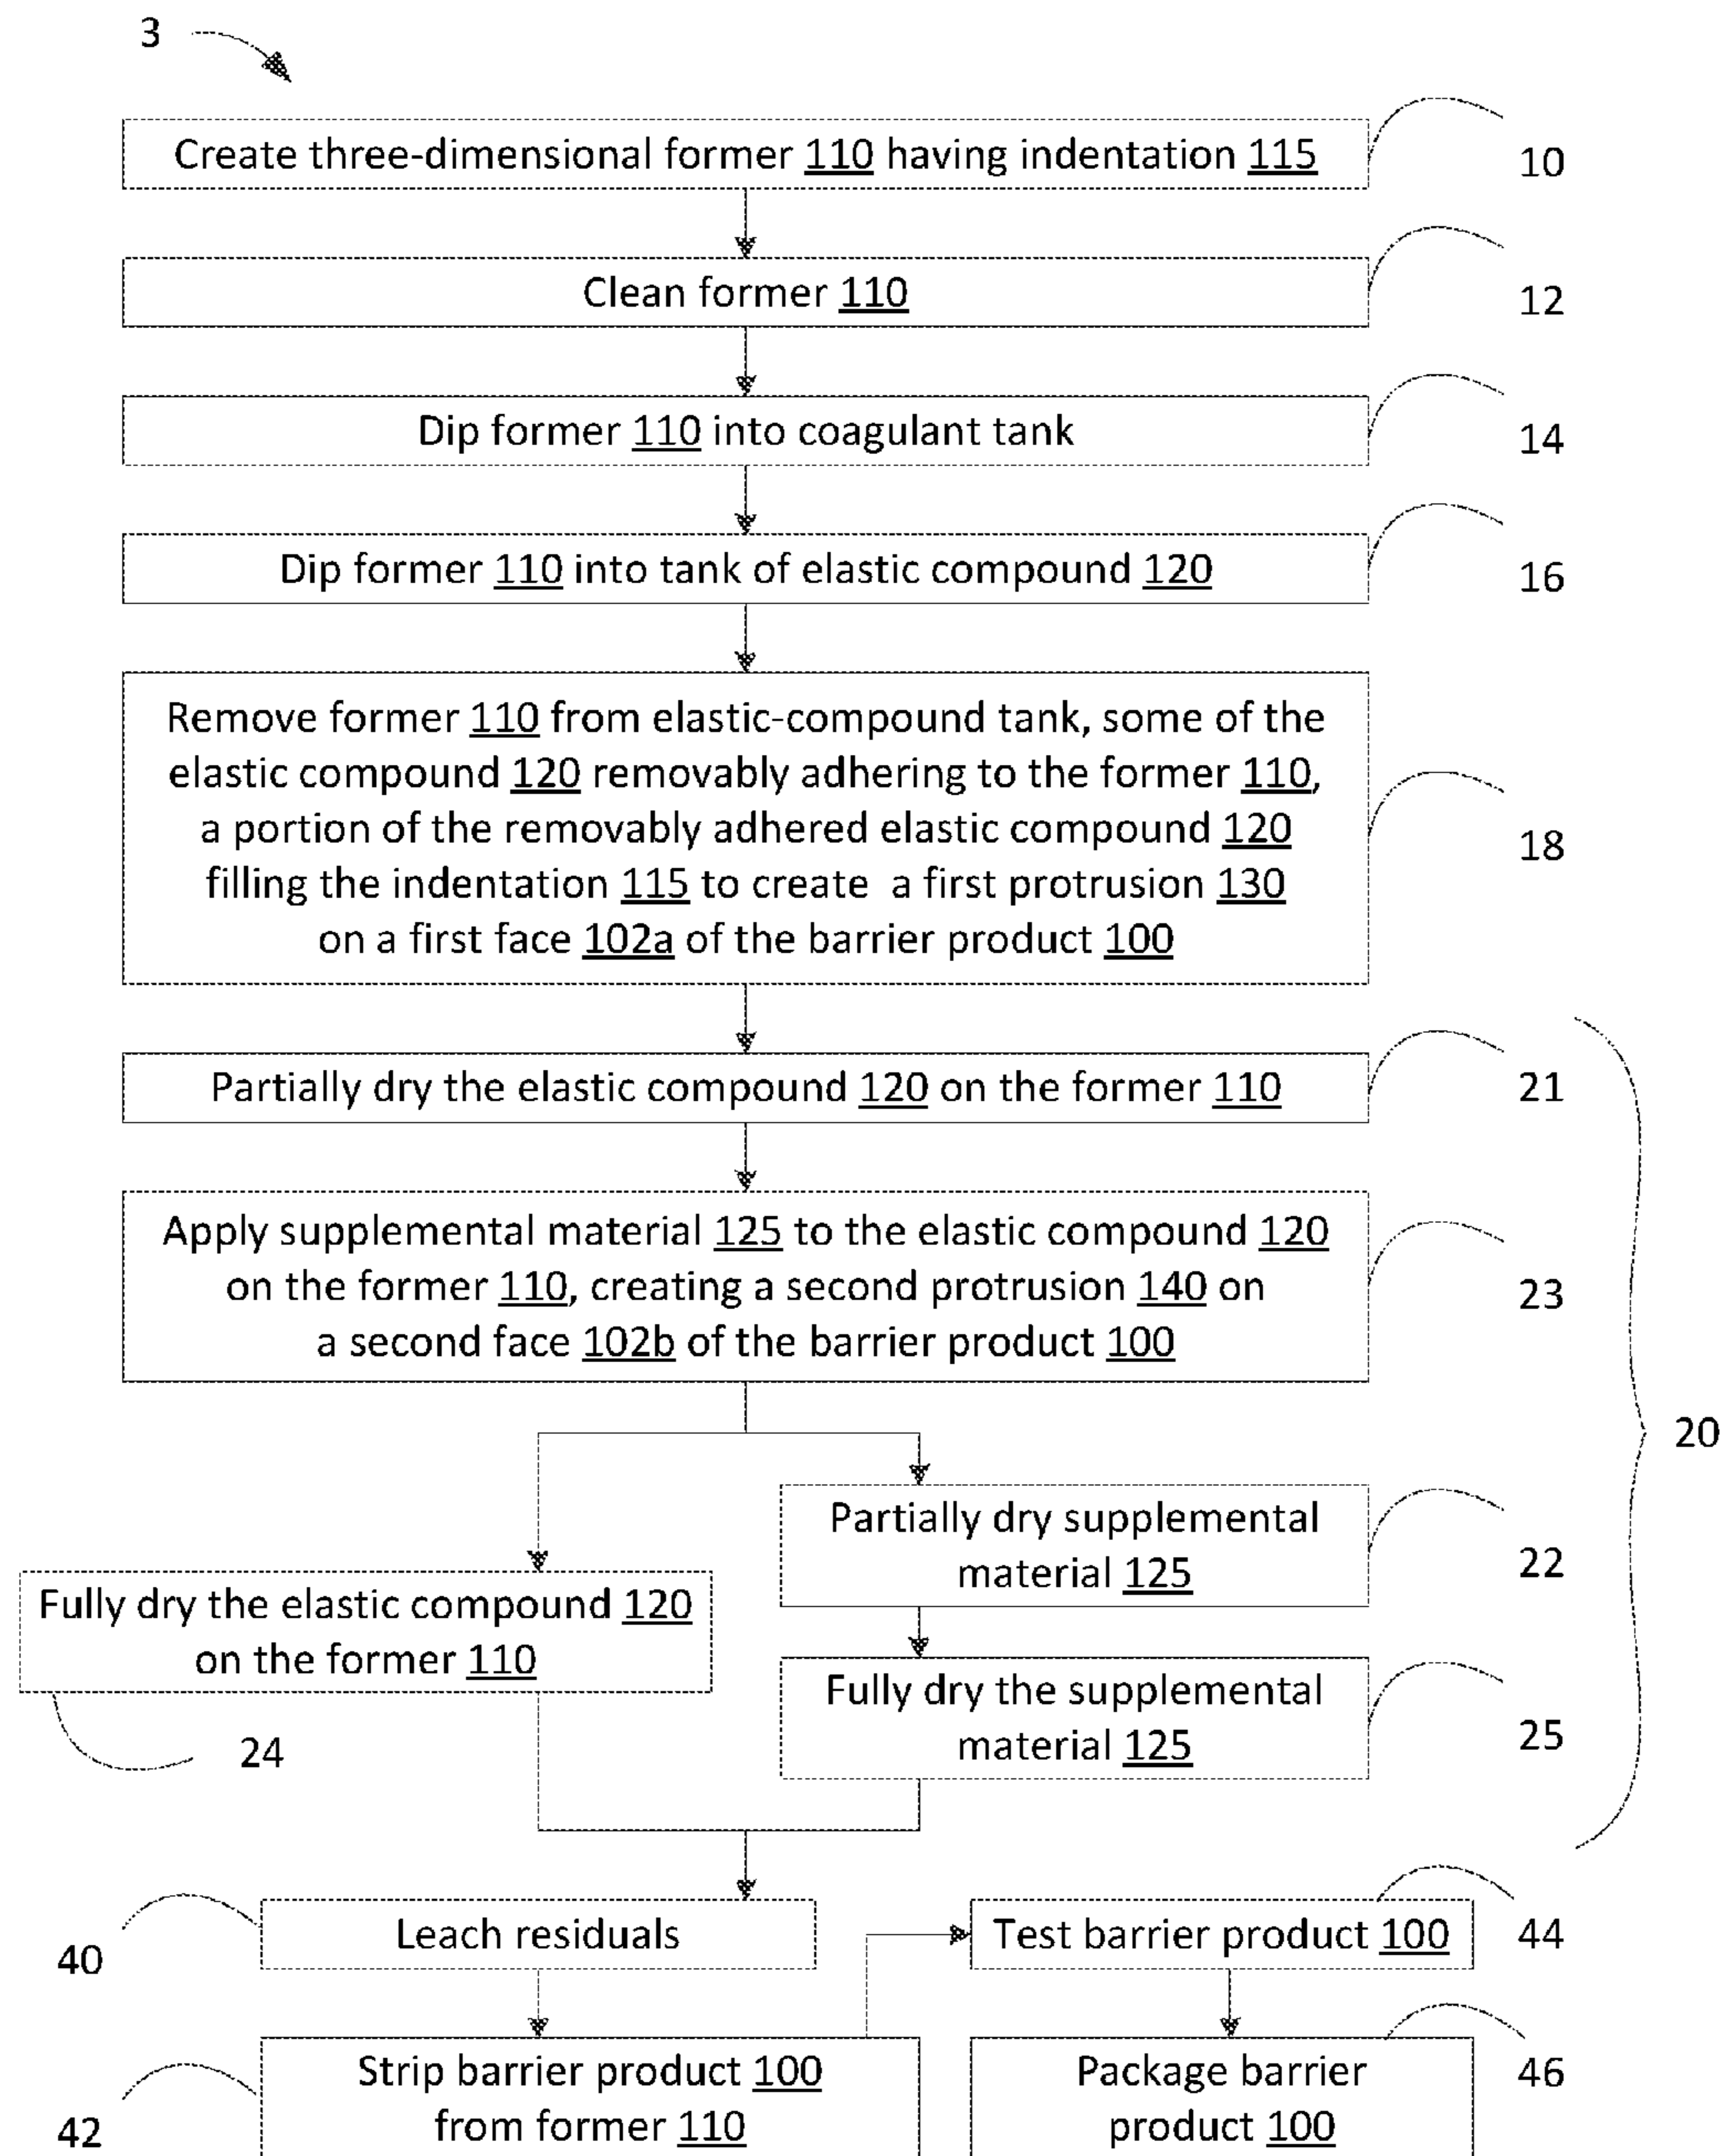 3
Create three-dimensional former 110 having indentation 115
10
Clean former 110
12
Dip former 110 into coagulant tank
14
Dip former 110 into tank of elastic compound 120
16
Remove former 110 from elastic-compound tank, some of the
elastic compound 120 removably adhering to the former 110,
a portion of the removably adhered elastic compound 120
filling the indentation 115 to create a first protrusion 130
on a first face 102a of the barrier product 100
18
Partially dry the elastic compound 120 on the former 110
21
Apply supplemental material 125 to the elastic compound 120
on the former 110, creating a second protrusion 140 on
a second face 102b of the barrier product 100
23
20
Partially dry supplemental
material 125
22
Fully dry the elastic compound 120
on the former 110
24
Fully dry the supplemental
material 125
25
Leach residuals
40
Test barrier product 100
44
Strip barrier product 100
from former 110
42
Package barrier
product 100
46